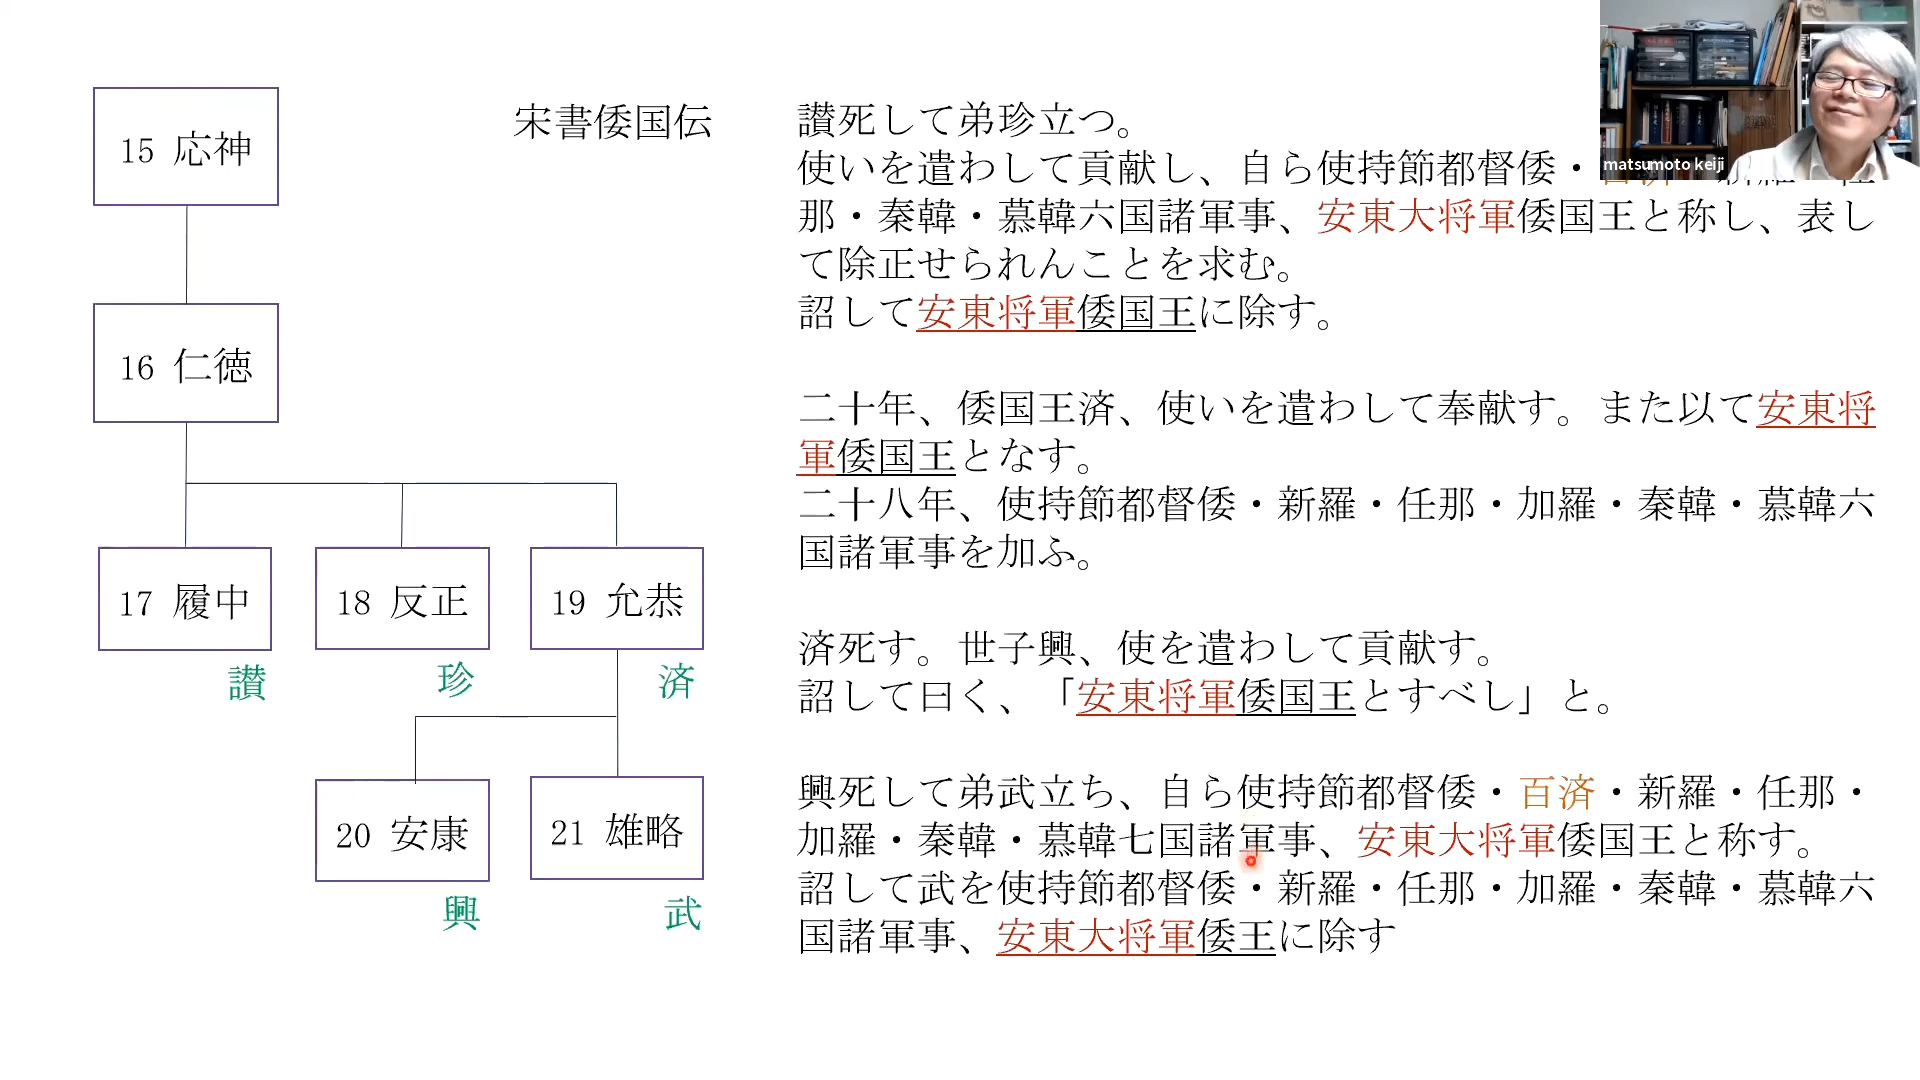 15 応神
16 仁徳
17 履中
18 反正
19 允恭
讃
珍
済
20 安康
21 雄略
興
武
宋書倭国伝
讃死して弟珍立つ。
使いを遣わして貢献し、自ら使持節都督倭・
那・秦韓・慕韓六国諸軍事、安東大将軍倭国王と称し、表し
て除正せられんことを求む。
詔して安東将軍倭国王に除す。
二十年、倭国王済、使いを遣わして奉献す。また以て安東将
軍倭国王となす。
二十八年、使持節都督倭・新羅・任那・加羅・秦韓・慕韓六
国諸軍事を加ふ。
済死す。世子興、使を遣わして貢献す。
詔して曰く、「安東将軍倭国王とすべし」と。
興死して弟武立ち、自ら使持節都督倭・百済・新羅・任那・
加羅・秦韓・慕韓七国諸軍事、安東大将軍倭国王と称す。
詔して武を使持節都督倭・新羅・任那・加羅・秦韓・慕韓六
国諸軍事、安東大将軍倭王に除す
matsumoto keiji